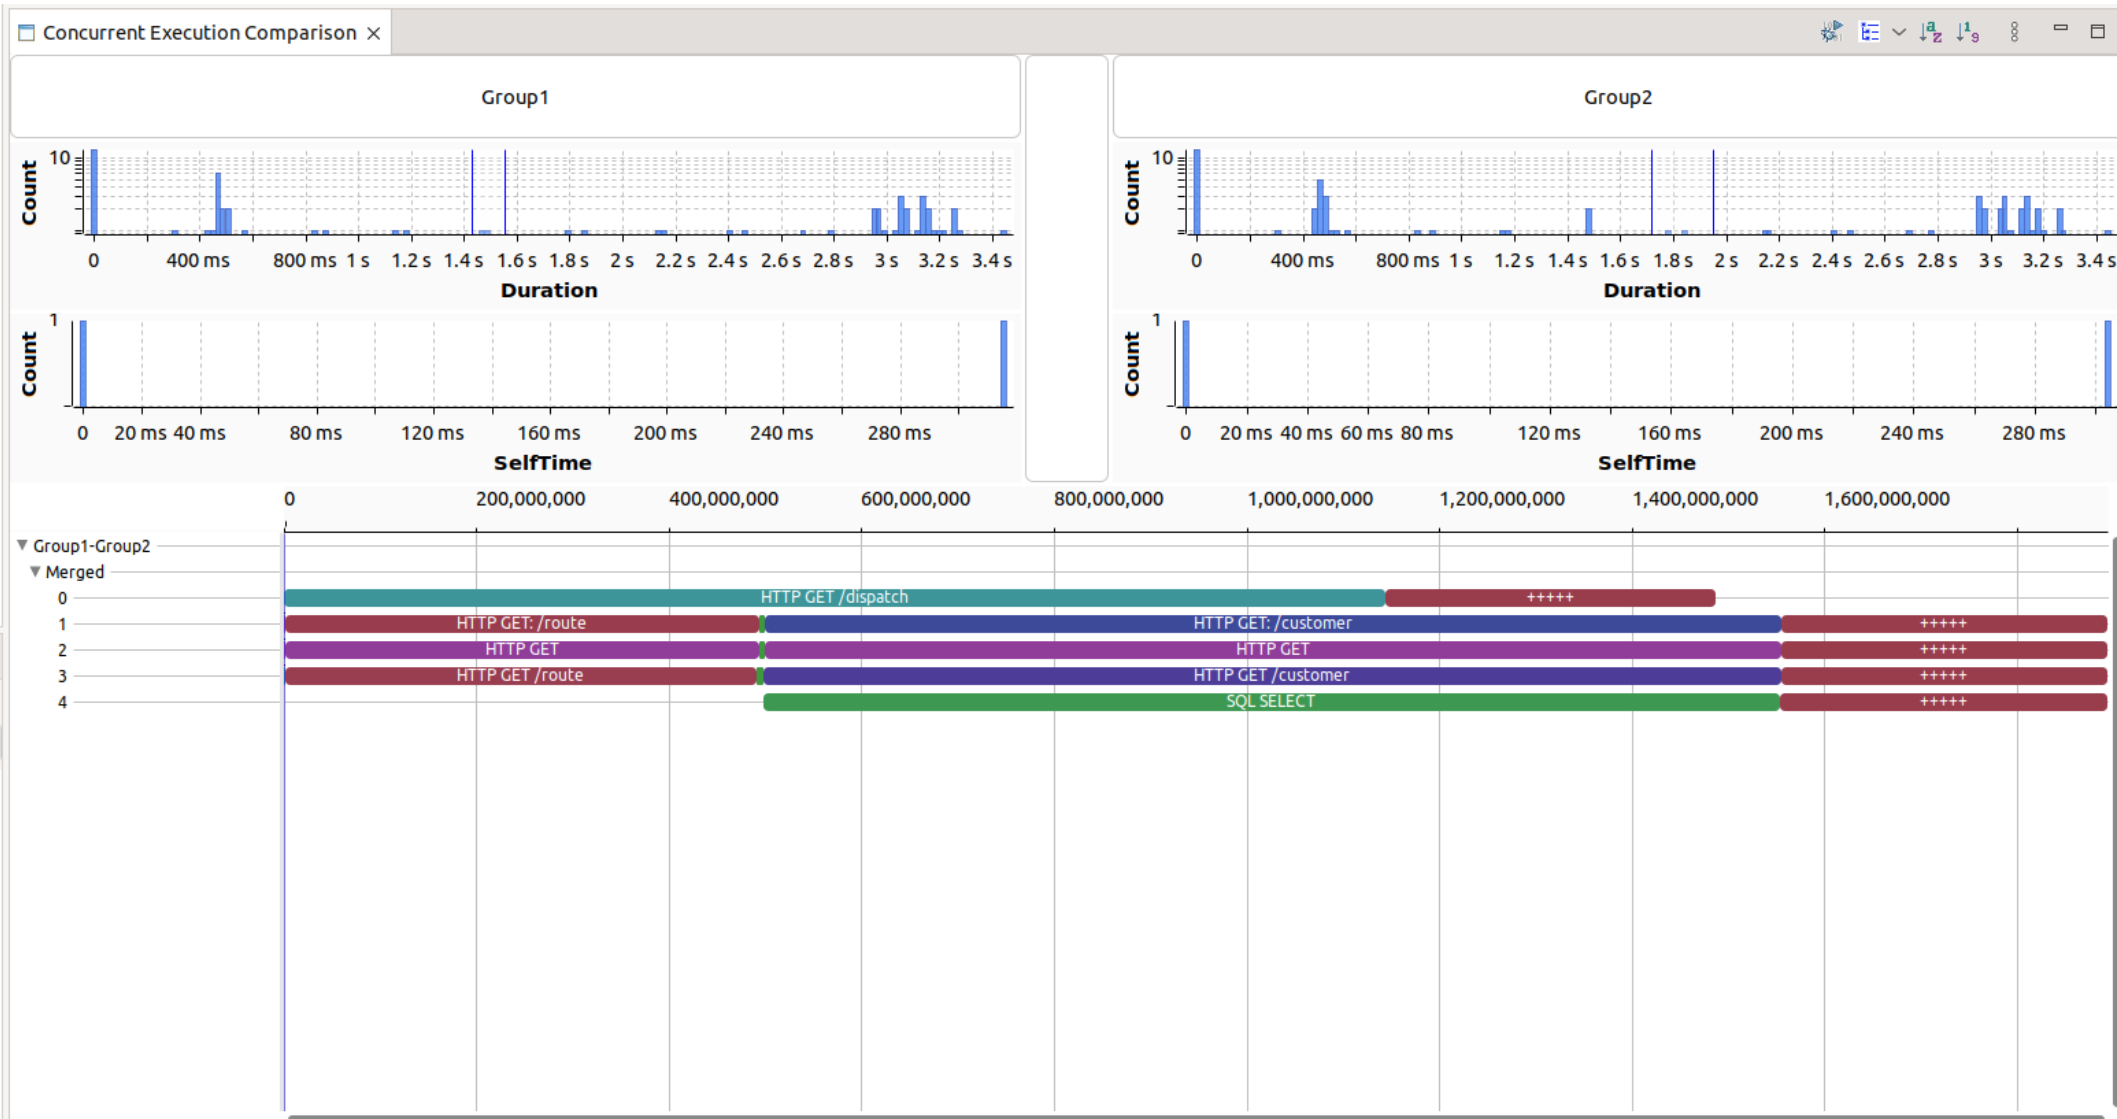 Concurrent Execution Comparison
Group1
Group2
Count
10
0 400 ms 800 ms 1 s 1.2 s 1.4 s 1.6 s 1.8 s 2 s 2.2 s 2.4 s 2.6 s 2.8 s 3 s 3.2 s 3.4 s
Duration
Count
10
0 400 ms 800 ms 1 s 1.2 s 1.4 s 1.6 s 1.8 s 2 s 2.2 s 2.4 s 2.6 s 2.8 s 3 s 3.2 s 3.4 s
Duration
Count
1
0 20 ms 40 ms 80 ms 120 ms 160 ms 200 ms 240 ms 280 ms
SelfTime
Count
1
0 20 ms 40 ms 60 ms 80 ms 120 ms 160 ms 200 ms 240 ms 280 ms
SelfTime
0 200,000,000 400,000,000 600,000,000 800,000,000 1,000,000,000 1,200,000,000 1,400,000,000 1,600,000,000
Group1-Group2
Merged
0 HTTP GET /dispatch +++++
1 HTTP GET: /route HTTP GET: /customer +++++
2 HTTP GET HTTP GET +++++
3 HTTP GET /route HTTP GET /customer +++++
4 SQL SELECT +++++